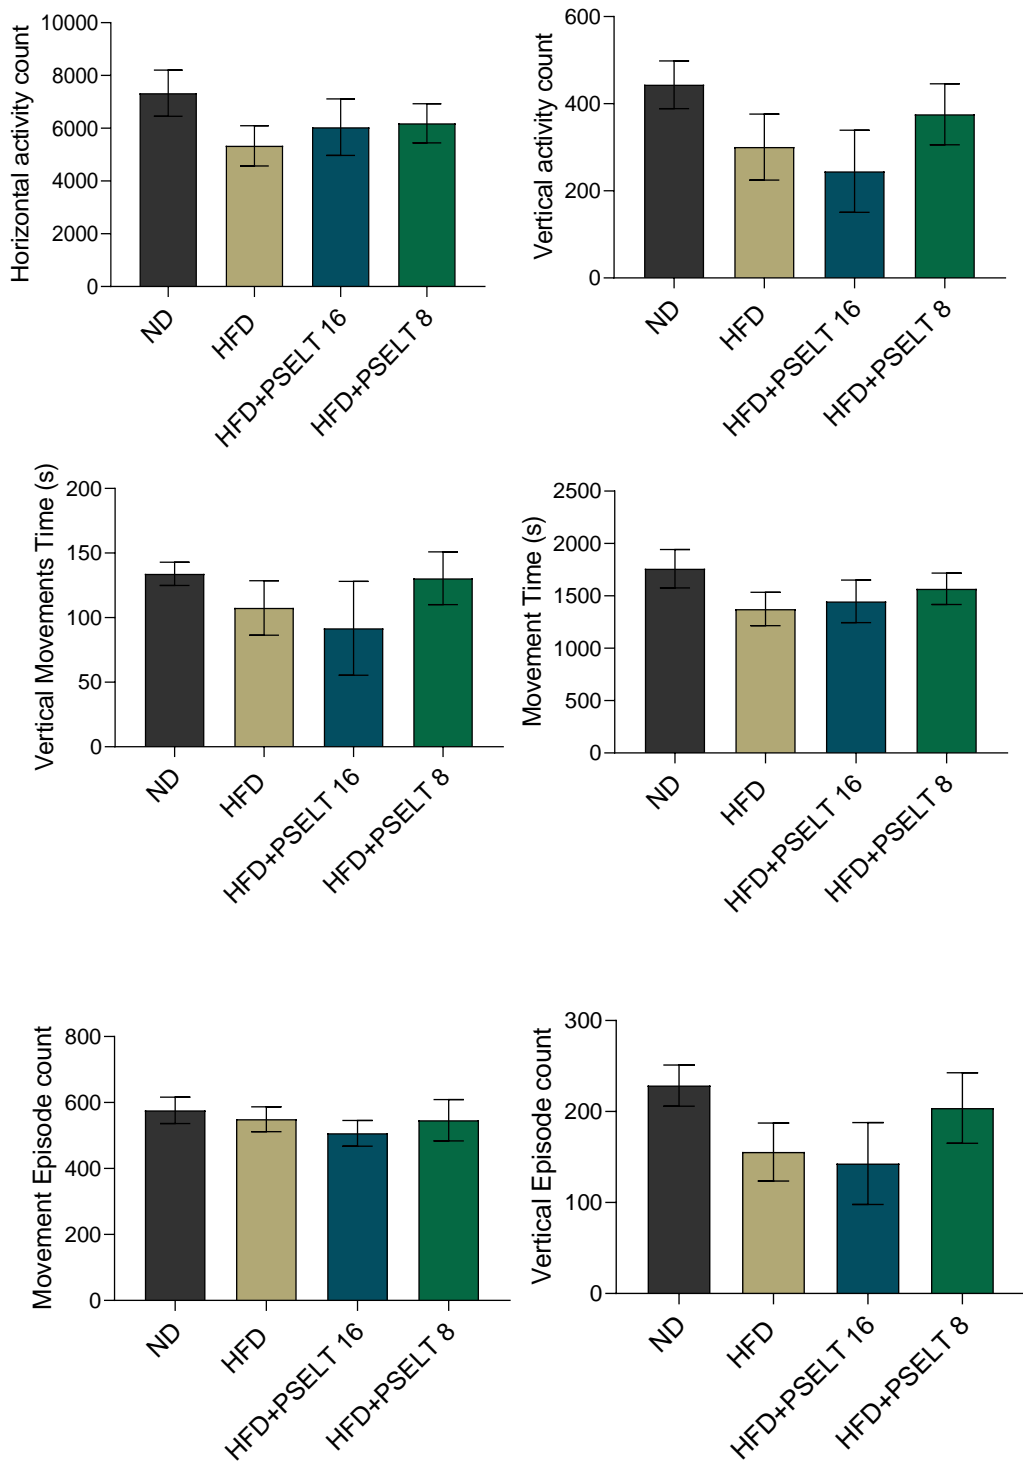 Horizontal activity count
10000
8000
6000
4000
2000
0
ND
HFD
HFD+PSELT 16
HFD+PSELT 8
Vertical activity count
600
400
200
0
ND
HFD
HFD+PSELT 16
HFD+PSELT 8
Vertical Movements Time (s)
200
150
100
50
0
ND
HFD
HFD+PSELT 16
HFD+PSELT 8
Movement Time (s)
2500
2000
1500
1000
500
0
ND
HFD
HFD+PSELT 16
HFD+PSELT 8
Movement Episode count
800
600
400
200
0
ND
HFD
HFD+PSELT 16
HFD+PSELT 8
Vertical Episode count
300
200
100
0
ND
HFD
HFD+PSELT 16
HFD+PSELT 8